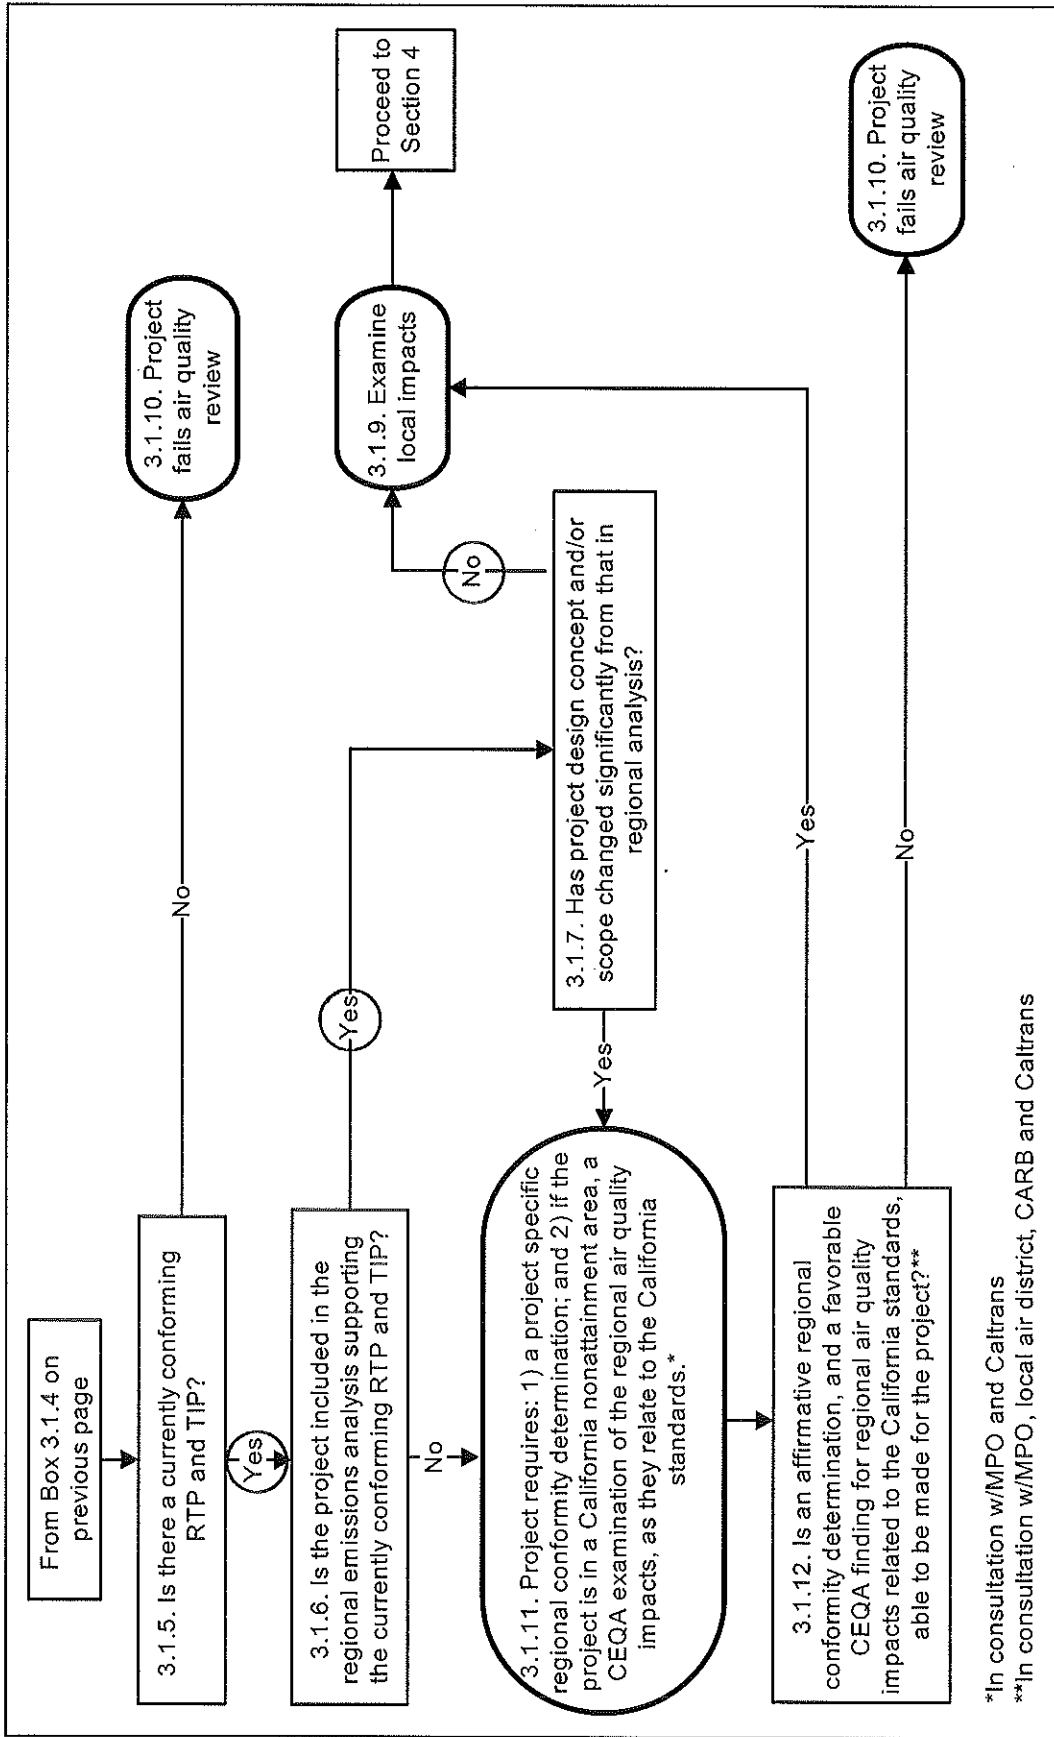 From Box 3.1.4 on
previous page
3.1.5. Is there a currently conforming
RTP and TIP?
No
3.1.10. Project
fails air quality
review
Yes
3.1.6. Is the project included in the
regional emissions analysis supporting
the currently conforming RTP and TIP?
Yes
No
3.1.7. Has project design concept and/or
scope changed significantly from that in
regional analysis?
No
3.1.9. Examine
local impacts
Proceed to
Section 4
Yes
3.1.11. Project requires: 1) a project specific
regional conformity determination; and 2) if the
project is in a California nonattainment area, a
CEQA examination of the regional air quality
impacts, as they relate to the California
standards.*
3.1.12. Is an affirmative regional
conformity determination, and a favorable
CEQA finding for regional air quality
impacts related to the California standards,
able to be made for the project?**
Yes
No
3.1.10. Project
fails air quality
review
*In consultation w/MPO and Caltrans
**In consultation w/MPO, local air district, CARB and Caltrans